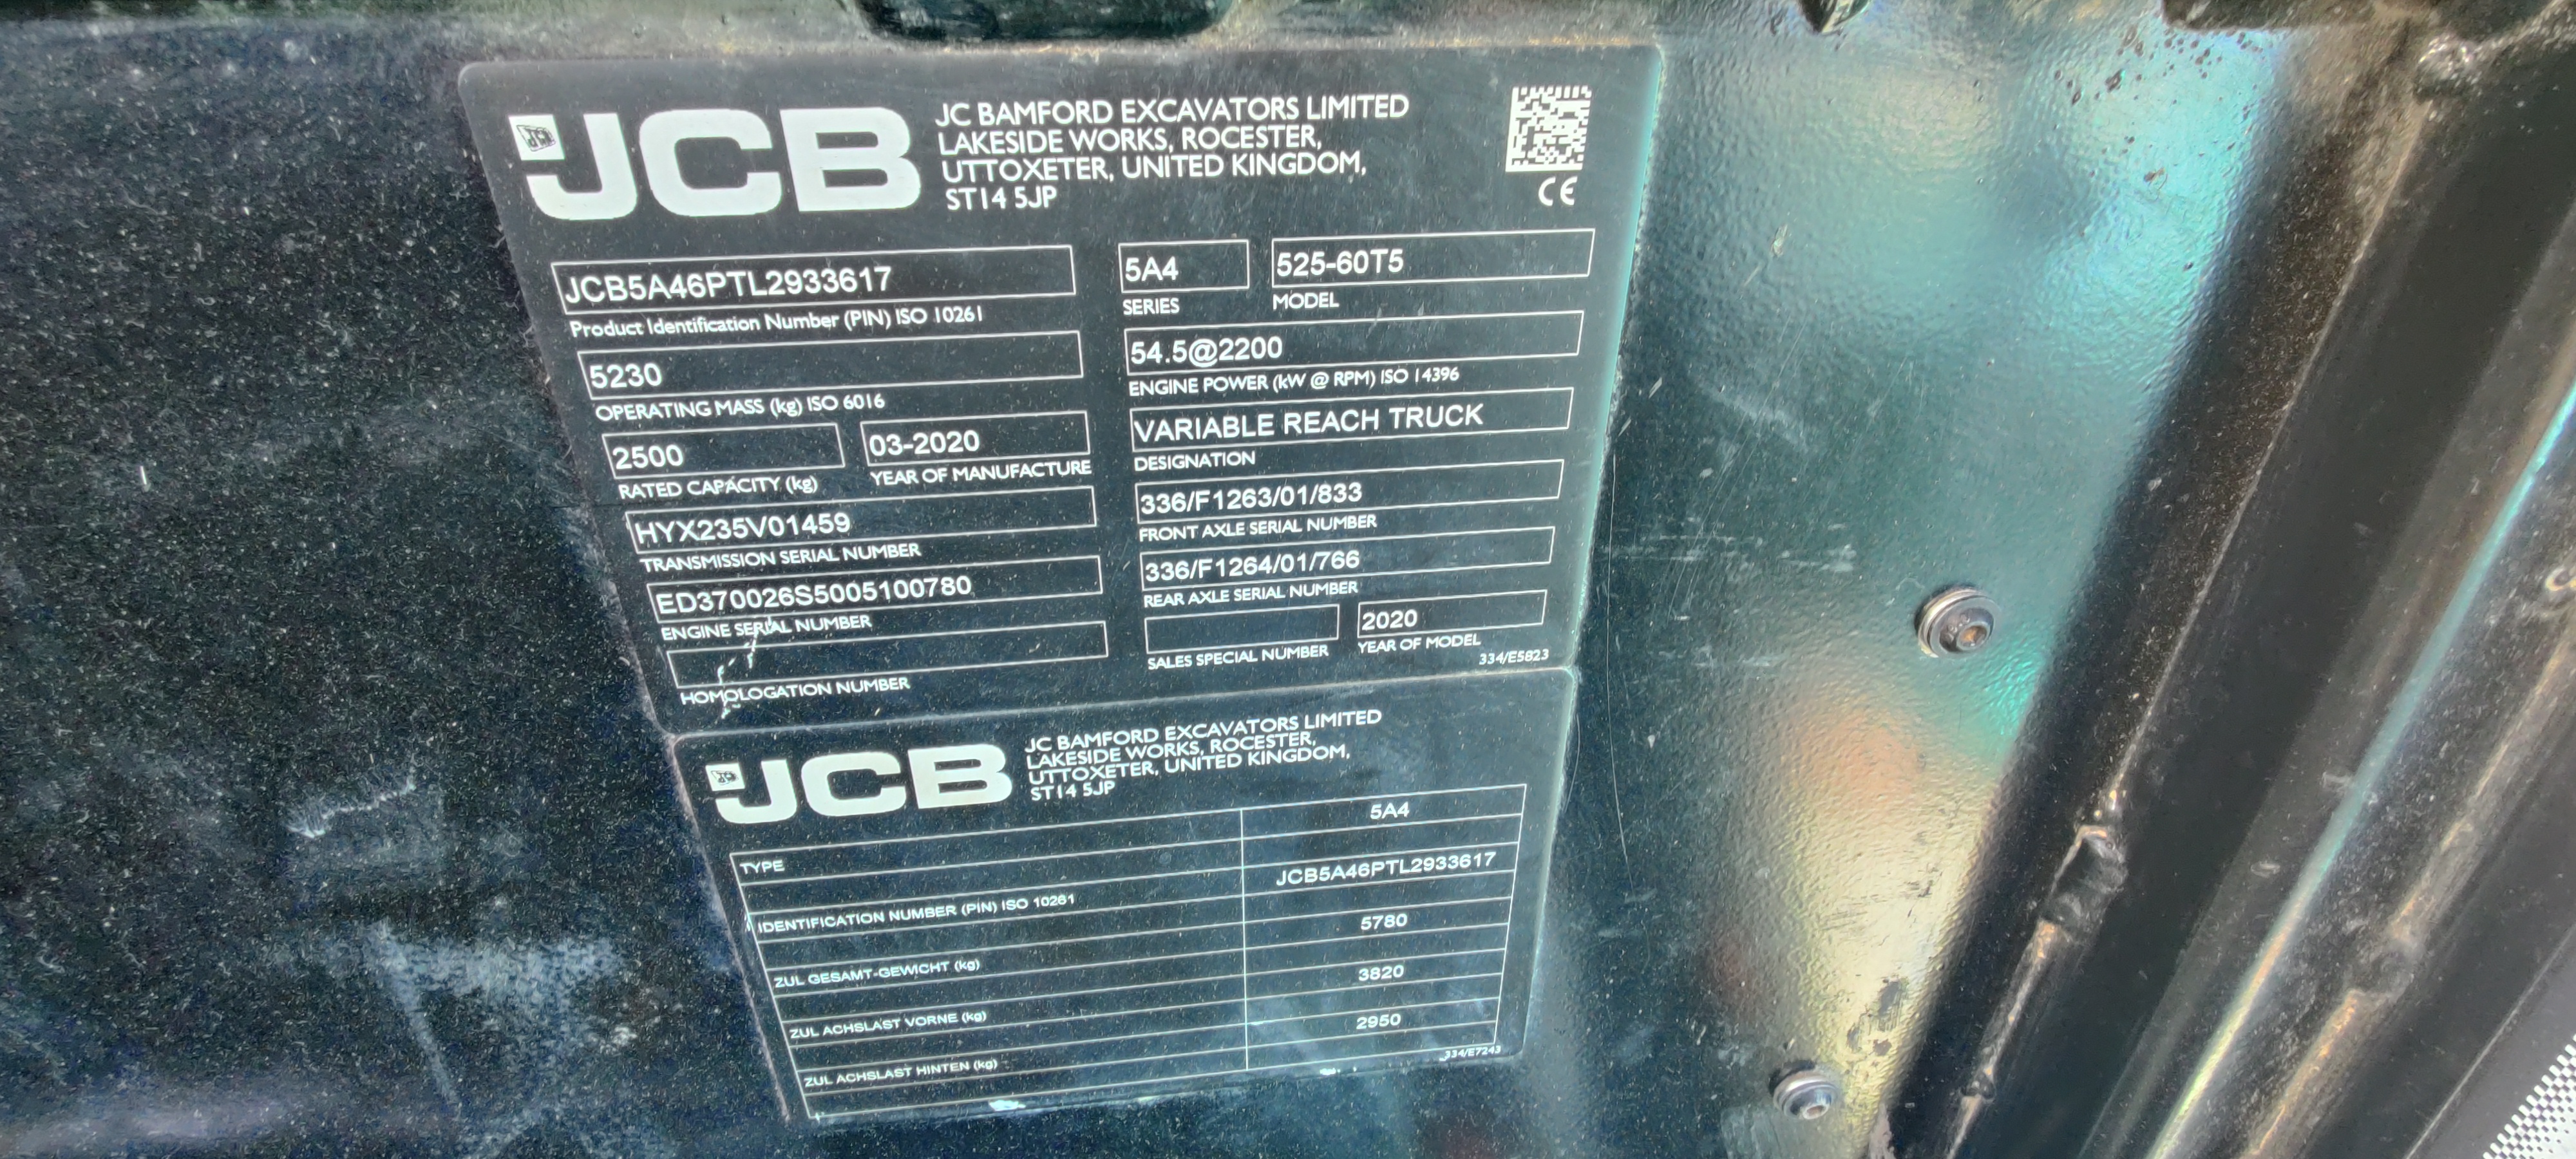 JCB
JC BAMFORD EXCAVATORS LIMITED
LAKESIDE WORKS, ROCESTER,
UTTOXETER, UNITED KINGDOM,
ST14 5JP
CE
JCB5A46PTL2933617
Product Identification Number (PIN) ISO 10261
5A4
SERIES
525-60T5
MODEL
5230
OPERATING MASS (kg) ISO 6016
54.5@2200
ENGINE POWER (kW @ RPM) ISO 14396
2500
RATED CAPACITY (kg)
03-2020
YEAR OF MANUFACTURE
VARIABLE REACH TRUCK
DESIGNATION
HYX235V01459
TRANSMISSION SERIAL NUMBER
336/F1263/01/833
FRONT AXLE SERIAL NUMBER
ED370026S5005100780
ENGINE SERIAL NUMBER
336/F1264/01/766
REAR AXLE SERIAL NUMBER
HOMOLOGATION NUMBER
SALES SPECIAL NUMBER
2020
YEAR OF MODEL
334/E5823
JCB
JC BAMFORD EXCAVATORS LIMITED
LAKESIDE WORKS, ROCESTER,
UTTOXETER, UNITED KINGDOM,
ST14 5JP
TYPE 5A4
IDENTIFICATION NUMBER (PIN) ISO 10261 JCB5A46PTL2933617
ZUL GESAMT-GEWICHT (kg) 5780
ZUL ACHSLAST VORNE (kg) 3820
ZUL ACHSLAST HINTEN (kg) 2950
334/E7243